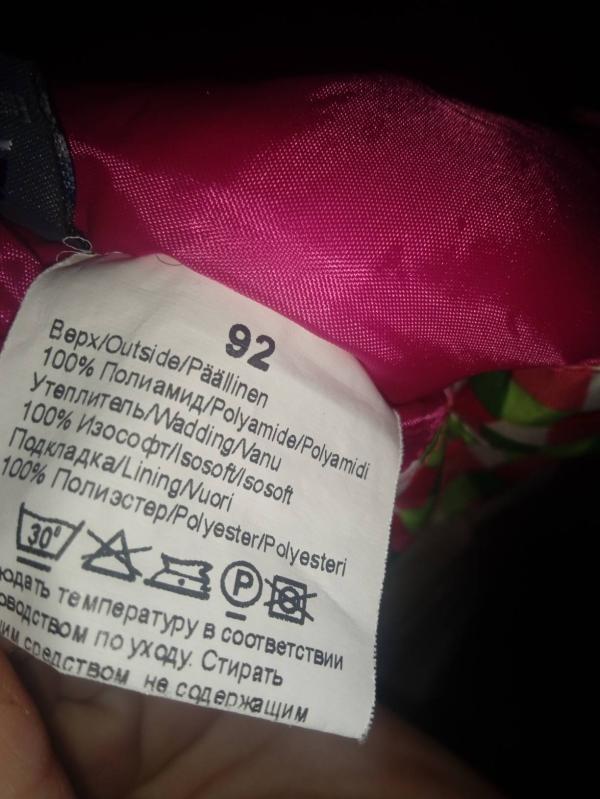 92
Верх/Outside/Päällinen
100% Полиамид/Polyamide/Polyamidi
Утеплитель/Wadding/Vanu
100% Изософт/Isosoft/Isosoft
Подкладка/Lining/Vuori
100% Полиэстер/Polyester/Polyesteri
30° P
температуру в соответствии
по уходу. Стирать
средством не содержащим